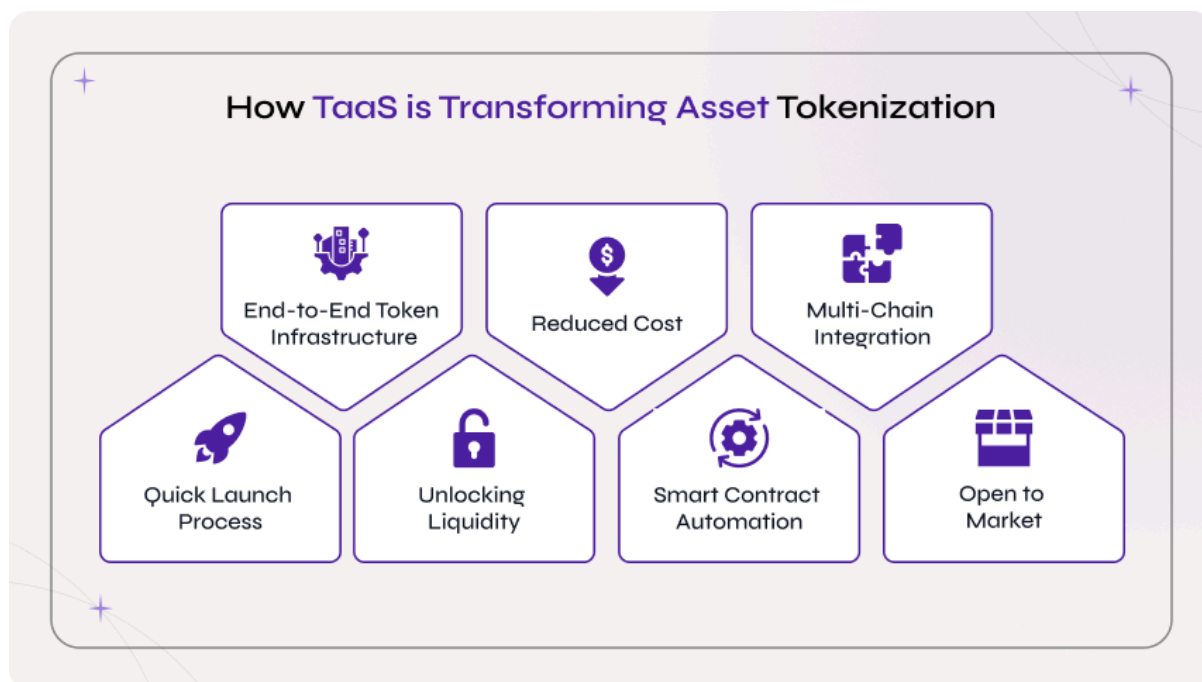 How TaaS is Transforming Asset Tokenization
End-to-End Token
Infrastructure
Reduced Cost
Multi-Chain
Integration
Quick Launch
Process
Unlocking
Liquidity
Smart Contract
Automation
Open to
Market